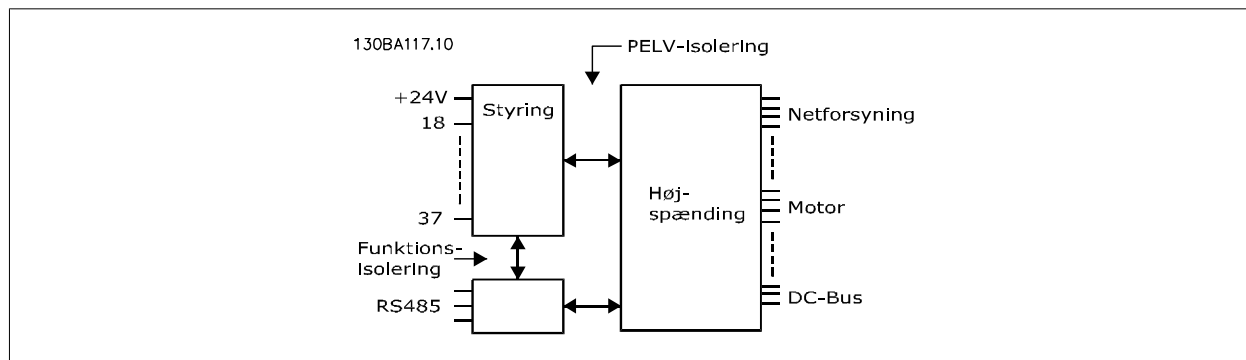 130BA117.10
PELV-Isolering
+24V
Styring
18
Netforsyning
Høj-
spænding
37
Motor
Funktions-
isolering
RS485
DC-Bus